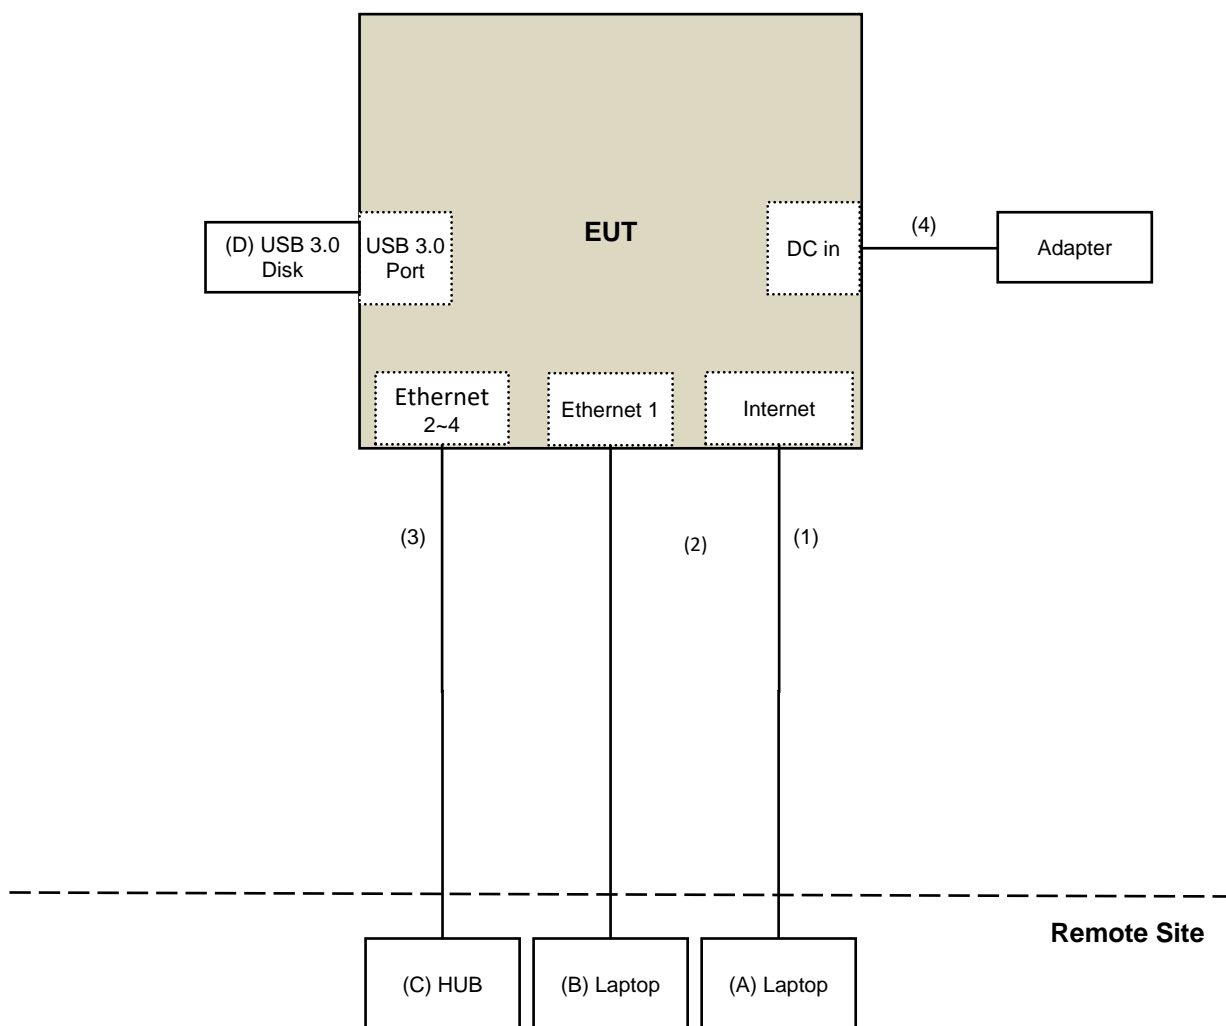 EUT
(D) USB 3.0
Disk
USB 3.0
Port
DC in
(4)
Adapter
Ethernet
2~4
Ethernet 1
Internet
(3)
(2)
(1)
Remote Site
(C) HUB
(B) Laptop
(A) Laptop